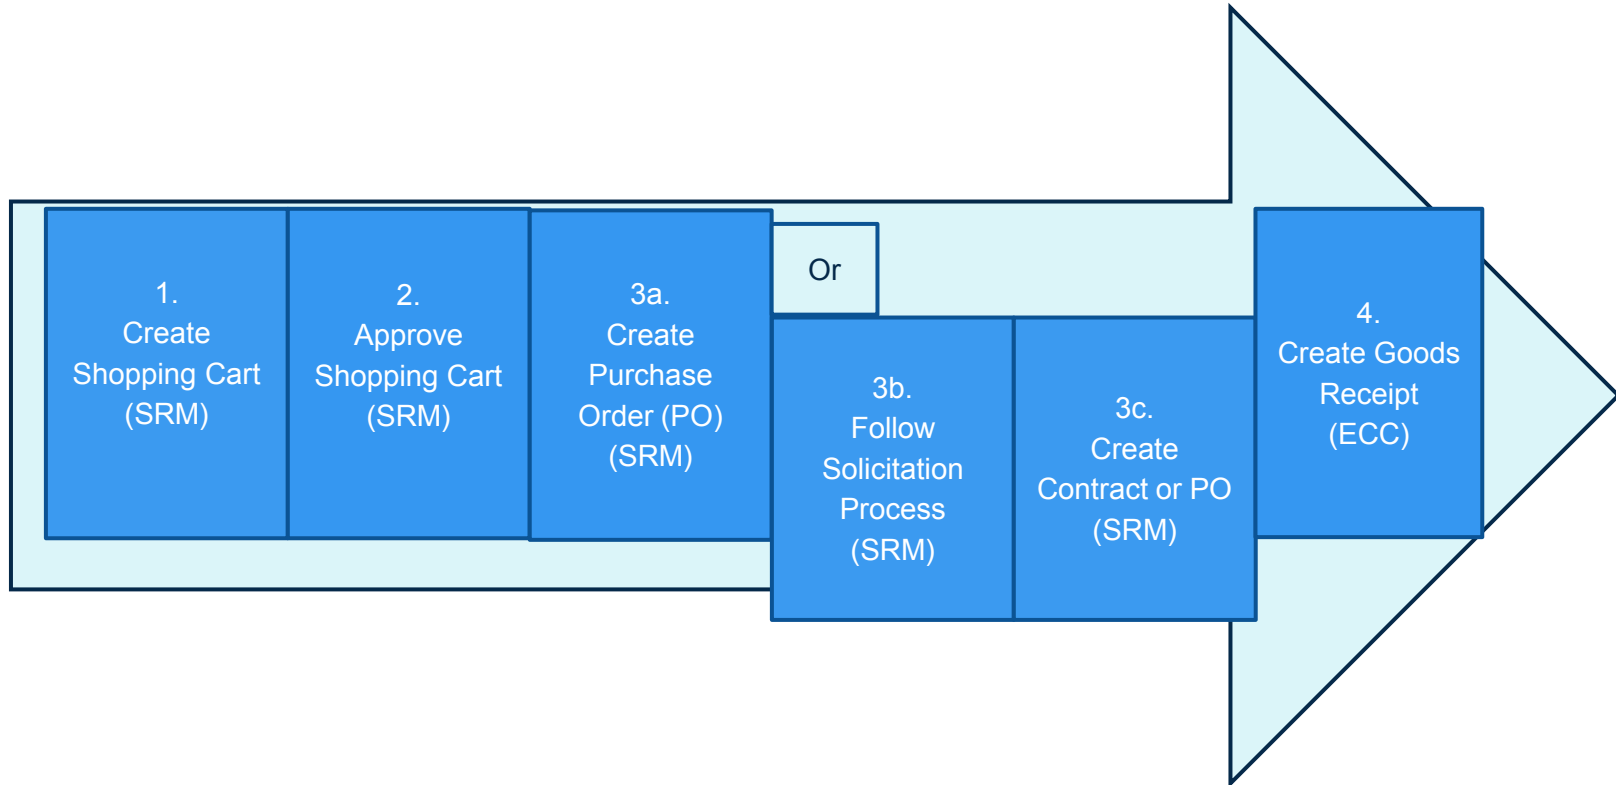 1.
Create
Shopping Cart
(SRM)
2.
Approve
Shopping Cart
(SRM)
3a.
Create
Purchase
Order (PO)
(SRM)
Or
3b.
Follow
Solicitation
Process
(SRM)
3c.
Create
Contract or PO
(SRM)
4.
Create Goods
Receipt
(ECC)